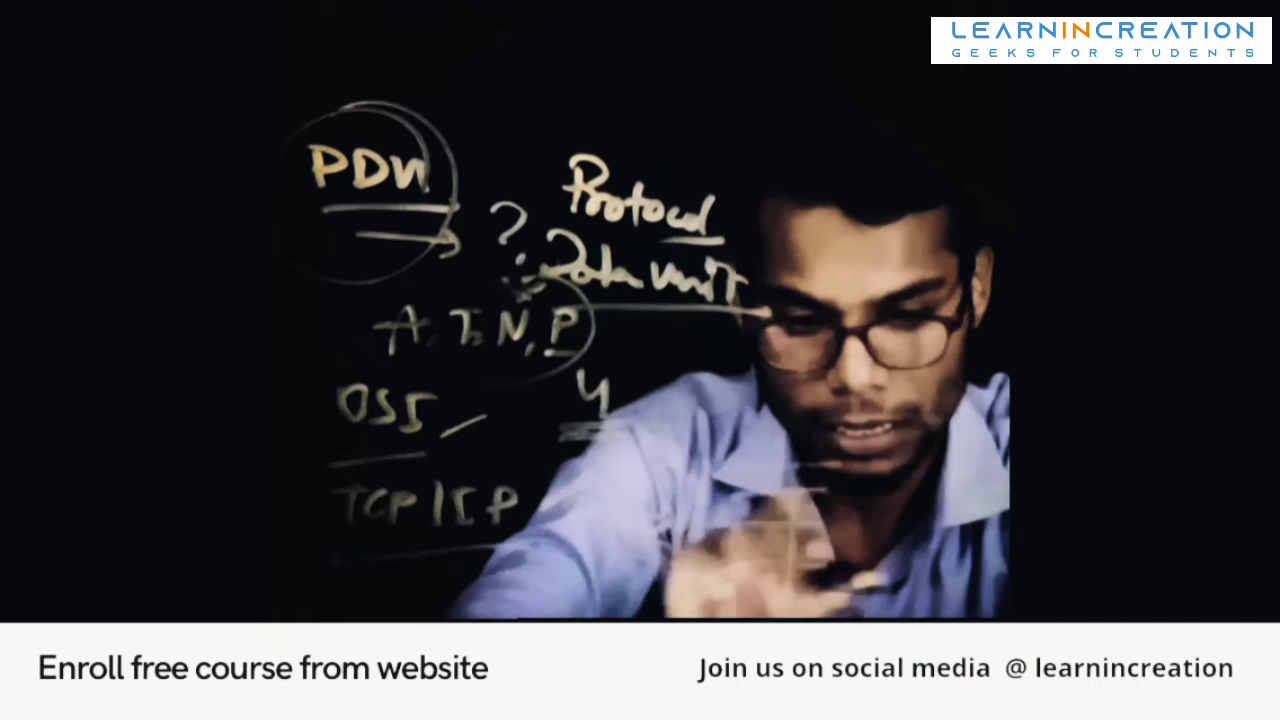 LEARNINCREATION
GEEKS FOR STUDENTS
PDU
? Protocol
Data Unit
A, T, N, P
OSI
4
TCP/IP
Enroll free course from website
Join us on social media @ learnincreation